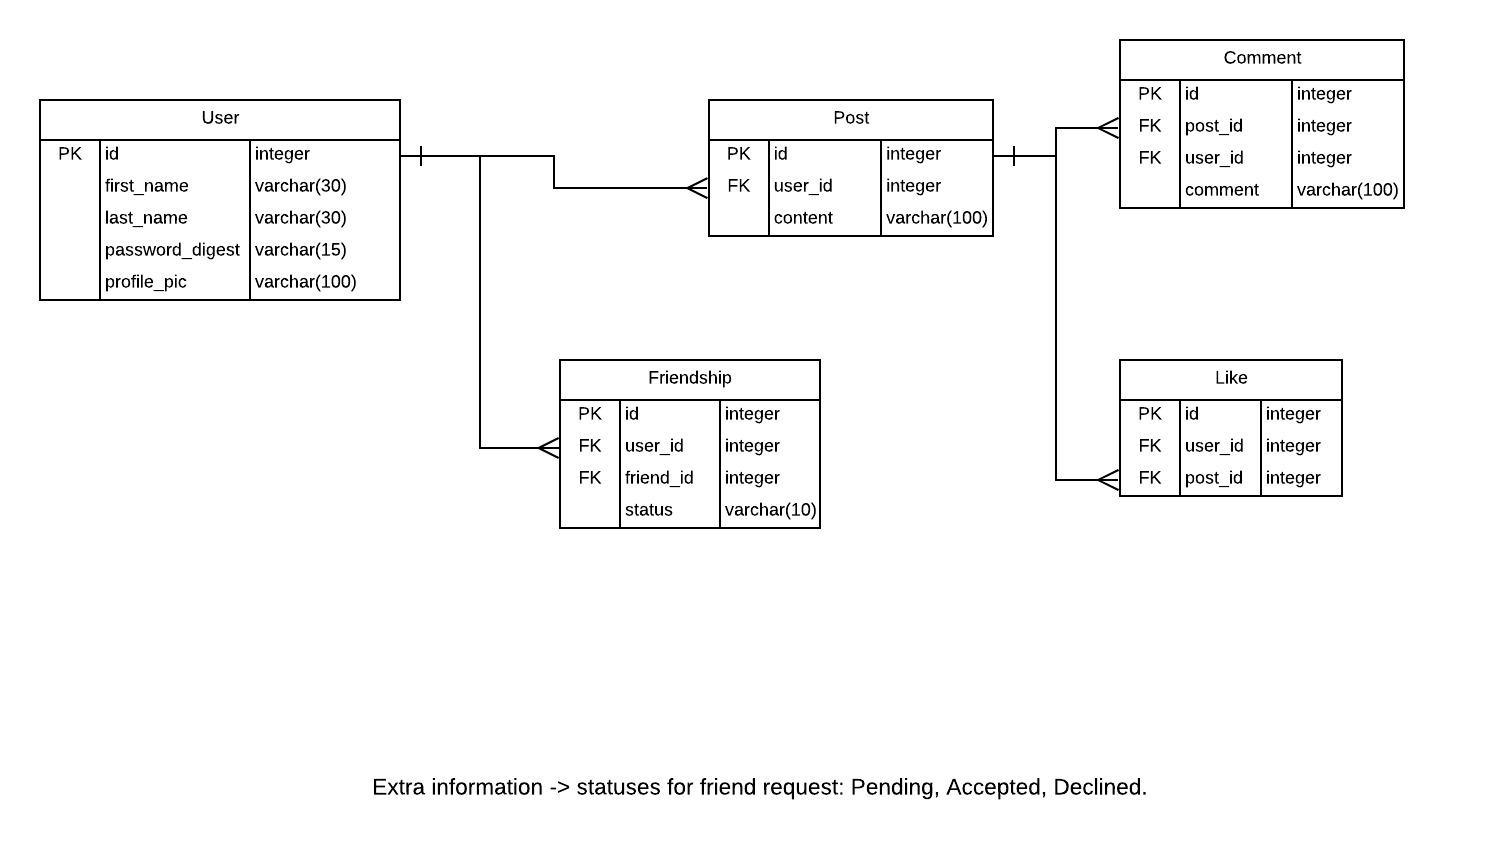 User
PK id integer
first_name varchar(30)
last_name varchar(30)
password_digest varchar(15)
profile_pic varchar(100)
Post
PK id integer
FK user_id integer
content varchar(100)
Comment
PK id integer
FK post_id integer
FK user_id integer
comment varchar(100)
Friendship
PK id integer
FK user_id integer
FK friend_id integer
status varchar(10)
Like
PK id integer
FK user_id integer
FK post_id integer
Extra information -> statuses for friend request: Pending, Accepted, Declined.